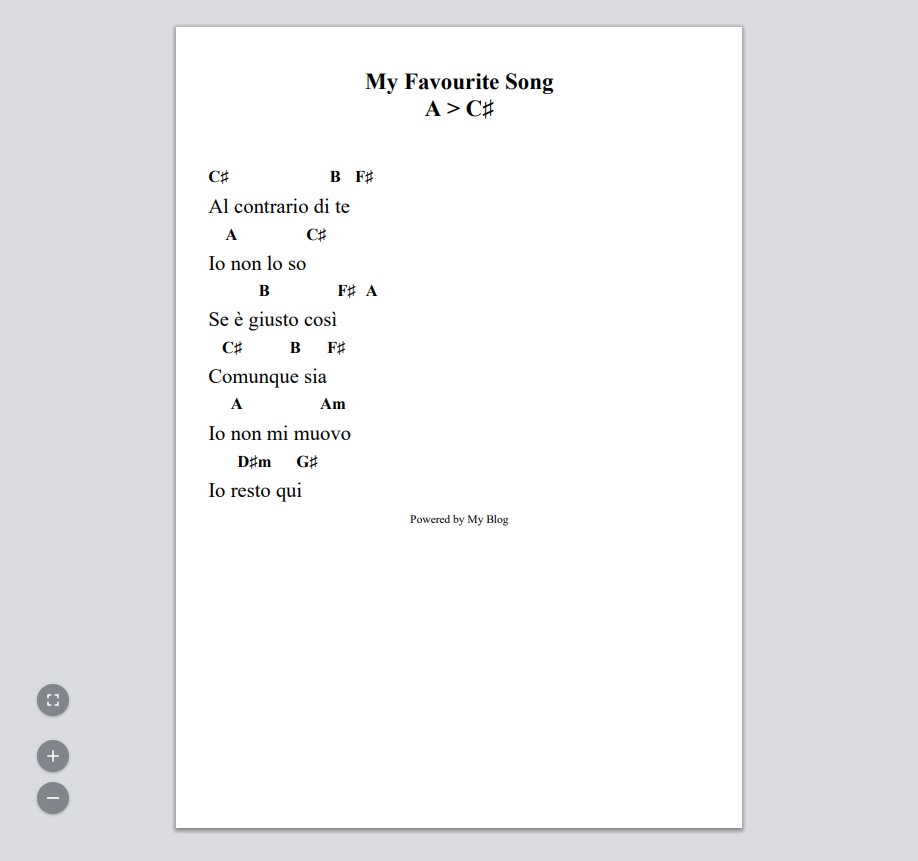 My Favourite Song
A > C♯
C♯ B F♯
Al contrario di te
A C♯
Io non lo so
B F♯ A
Se è giusto così
C♯ B F♯
Comunque sia
A Am
Io non mi muovo
D♯m G♯
Io resto qui
Powered by My Blog